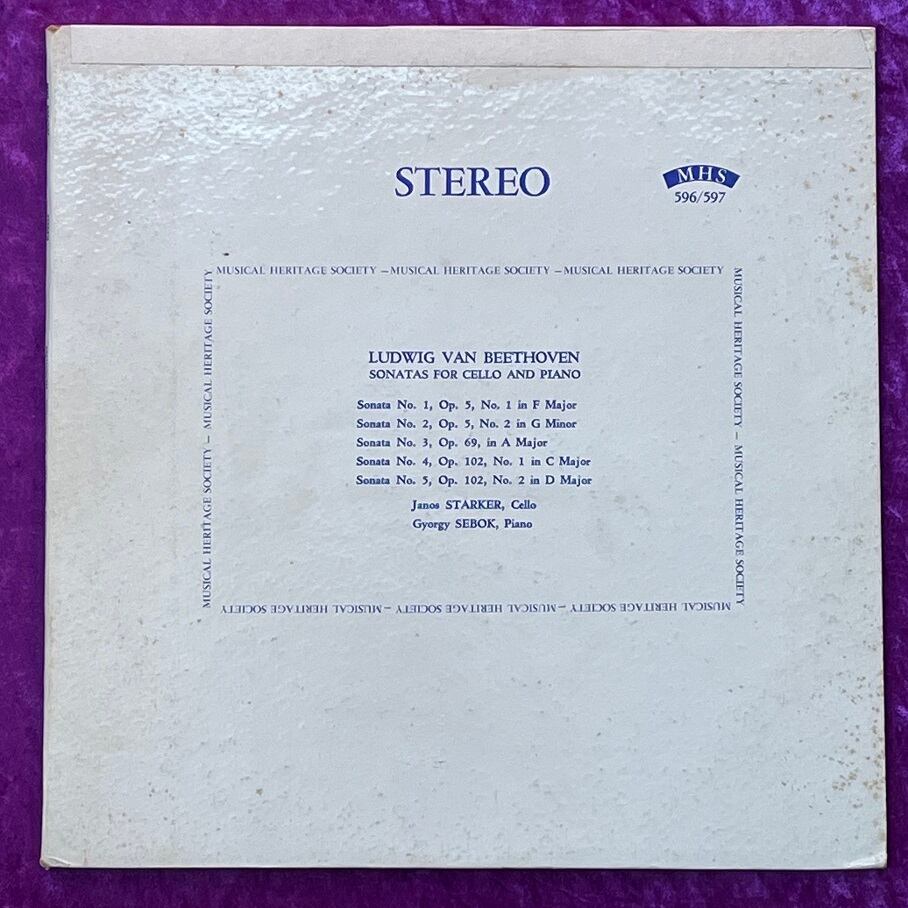 STEREO
MHS
596/597
MUSICAL HERITAGE SOCIETY – MUSICAL HERITAGE SOCIETY – MUSICAL HERITAGE SOCIETY
MUSICAL HERITAGE SOCIETY – MUSICAL HERITAGE SOCIETY
LUDWIG VAN BEETHOVEN
SONATAS FOR CELLO AND PIANO
Sonata No. 1, Op. 5, No. 1 in F Major
Sonata No. 2, Op. 5, No. 2 in G Minor
Sonata No. 3, Op. 69, in A Major
Sonata No. 4, Op. 102, No. 1 in C Major
Sonata No. 5, Op. 102, No. 2 in D Major
Janos STARKER, Cello
Gyorgy SEBOK, Piano
MUSICAL HERITAGE SOCIETY – MUSICAL HERITAGE SOCIETY
MUSICAL HERITAGE SOCIETY – MUSICAL HERITAGE SOCIETY – MUSICAL HERITAGE SOCIETY